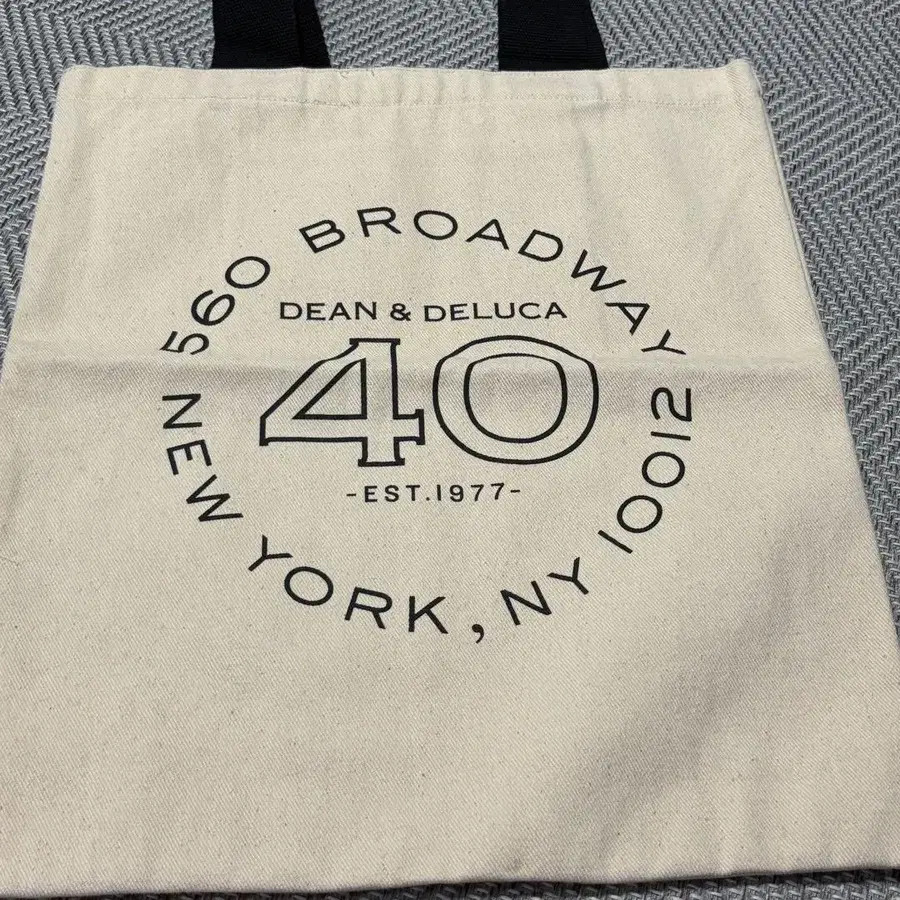 560 BROADWAY
DEAN & DELUCA
40
-EST.1977-
NEW YORK, NY 10012